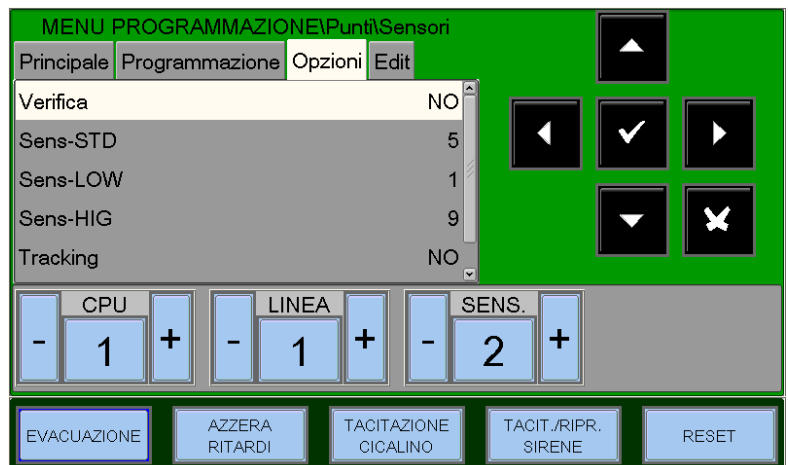 MENU PROGRAMMAZIONE\Punti\Sensori
Principale Programmazione Opzioni Edit
Verifica NO
Sens-STD 5
Sens-LOW 1
Sens-HIG 9
Tracking NO
CPU LINEA SENS.
- 1 + - 1 + - 2 +
EVACUAZIONE AZZERA RITARDI TACITAZIONE CICALINO TACIT./RIPR. SIRENE RESET